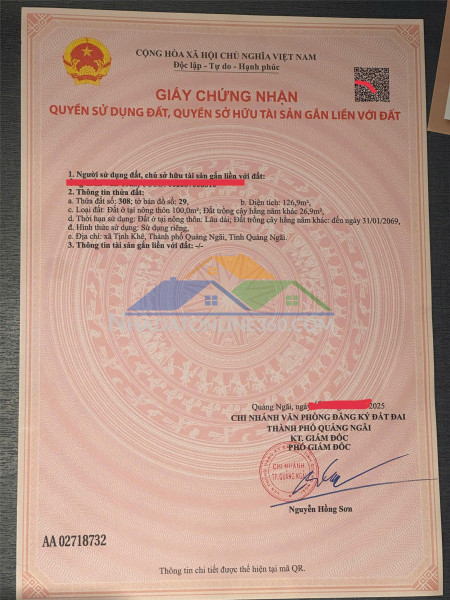 CỘNG HÒA XÃ HỘI CHỦ NGHĨA VIỆT NAM
Độc lập - Tự do - Hạnh phúc
GIẤY CHỨNG NHẬN
QUYỀN SỬ DỤNG ĐẤT, QUYỀN SỞ HỮU TÀI SẢN GẮN LIỀN VỚI ĐẤT
1. Người sử dụng đất, chủ sở hữu tài sản gắn liền với đất:
2. Thông tin thửa đất:
a. Thửa đất số: 308; tờ bản đồ số: 29, b. Diện tích: 126,9m²,
c. Loại đất: Đất ở tại nông thôn 100,0m²; Đất trồng cây hằng năm khác 26,9m²,
d. Thời hạn sử dụng: Đất ở tại nông thôn: Lâu dài; Đất trồng cây hằng năm khác: đến ngày 31/01/2069,
đ. Hình thức sử dụng: Sử dụng riêng,
e. Địa chỉ: xã Tịnh Khê, Thành phố Quảng Ngãi, Tỉnh Quảng Ngãi.
3. Thông tin tài sản gắn liền với đất: -/-
Quảng Ngãi, ngày 2025
CHI NHÁNH VĂN PHÒNG ĐĂNG KÝ ĐẤT ĐAI
THÀNH PHỐ QUẢNG NGÃI
KT. GIÁM ĐỐC
PHÓ GIÁM ĐỐC
CHI NHÁNH
TP.QUẢNG NGÃI
Nguyễn Hồng Sơn
AA 02718732
Thông tin chi tiết được thể hiện tại mã QR.